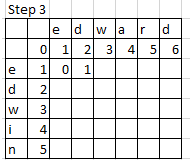 Step 3
e d w a r d
0 1 2 3 4 5 6
e 1 0 1
d 2
w 3
i 4
n 5